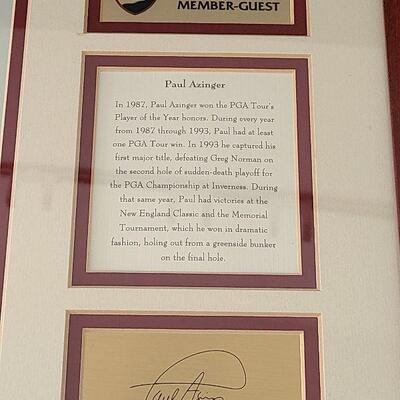 MEMBER-GUEST
Paul Azinger
In 1987, Paul Azinger won the PGA Tour's
Player of the Year honors. During every year
from 1987 through 1993, Paul had at least
one PGA Tour win. In 1993 he captured his
first major title, defeating Greg Norman on
the second hole of sudden-death playoff for
the PGA Championship at Inverness. During
that same year, Paul had victories at the
New England Classic and the Memorial
Tournament, which he won in dramatic
fashion, holing out from a greenside bunker
on the final hole.
Paul Azinger